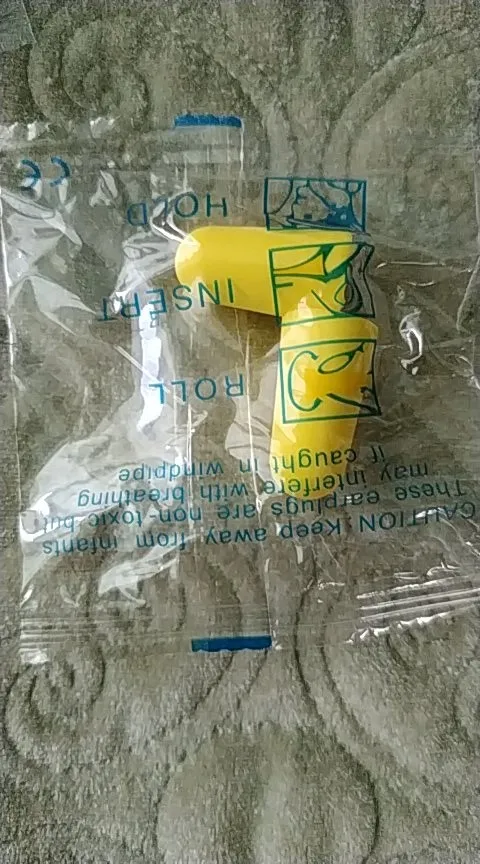 CAUTION: Keep away from infants
These earplugs are non-toxic but
may interfere with breathing
if caught in windpipe
ROLL
INSERT
HOLD
CE